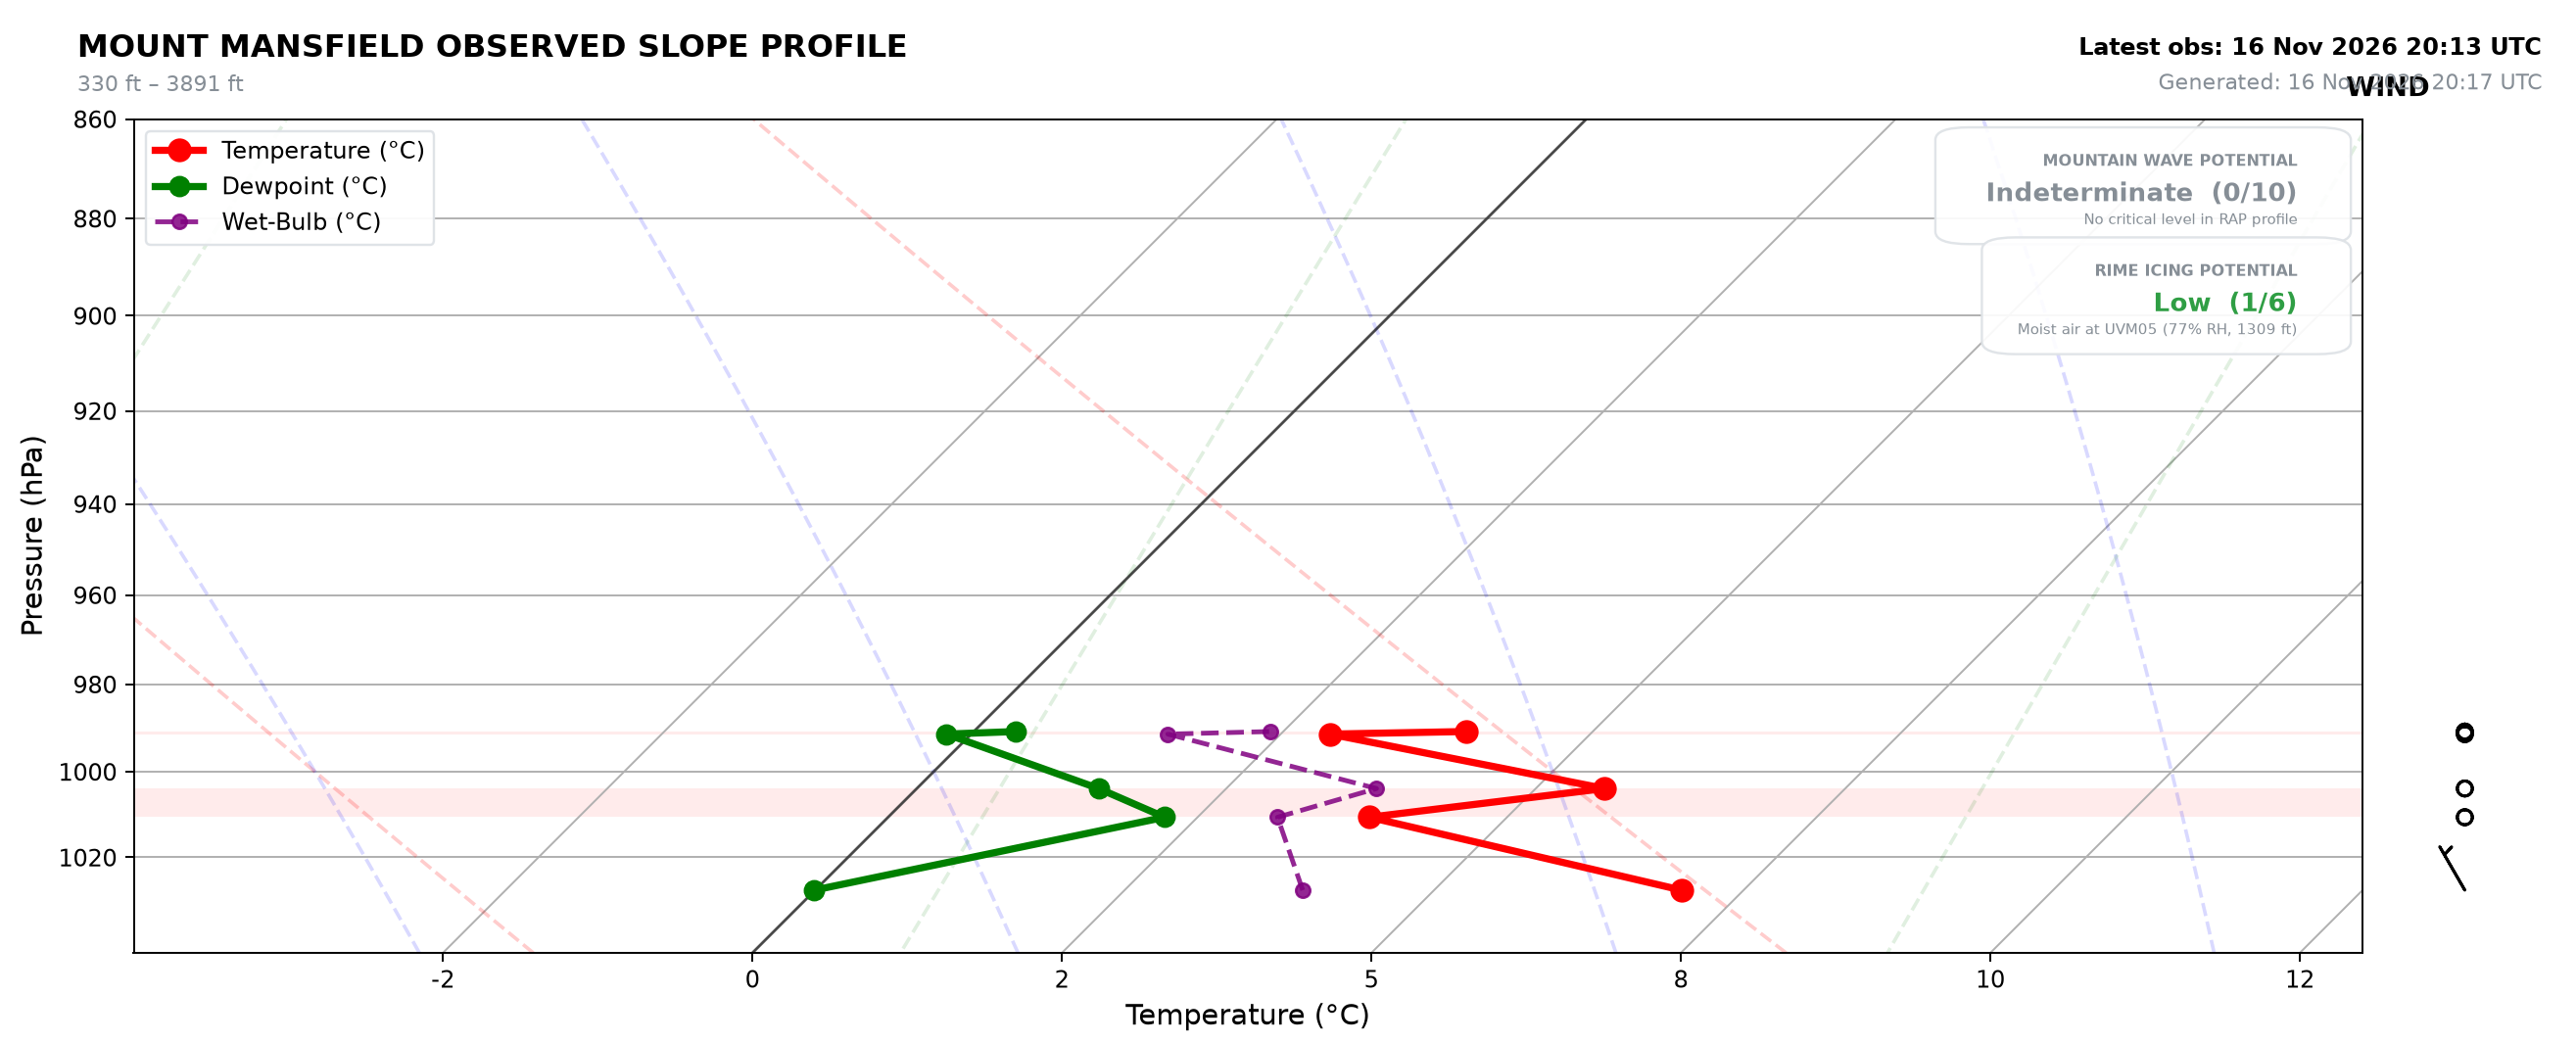 MOUNT MANSFIELD OBSERVED SLOPE PROFILE
330 ft – 3891 ft
Latest obs: 16 Nov 2026 20:13 UTC
Generated: 16 Nov 2026 20:17 UTC
WIND
Temperature (°C)
Dewpoint (°C)
Wet-Bulb (°C)
MOUNTAIN WAVE POTENTIAL
Indeterminate (0/10)
No critical level in RAP profile
RIME ICING POTENTIAL
Low (1/6)
Moist air at UVM05 (77% RH, 1309 ft)
Pressure (hPa)
860
880
900
920
940
960
980
1000
1020
-2 0 2 5 8 10 12
Temperature (°C)